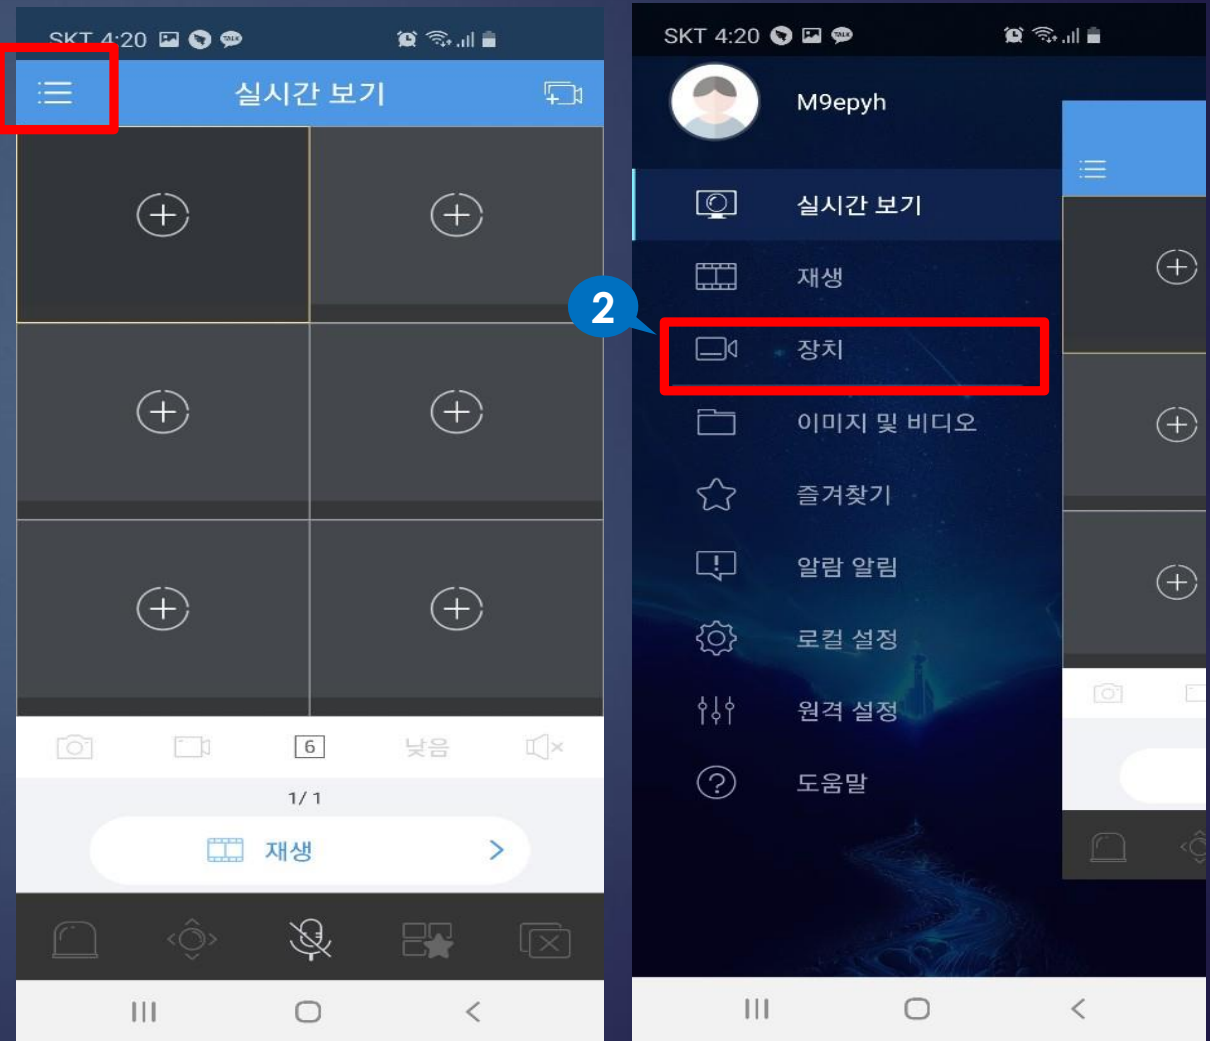 SKT 4:20
실시간 보기
6
낮음
1/1
재생
SKT 4:20
M9epyh
실시간 보기
재생
2
장치
이미지 및 비디오
즐겨찾기
알람 알림
로컬 설정
원격 설정
도움말